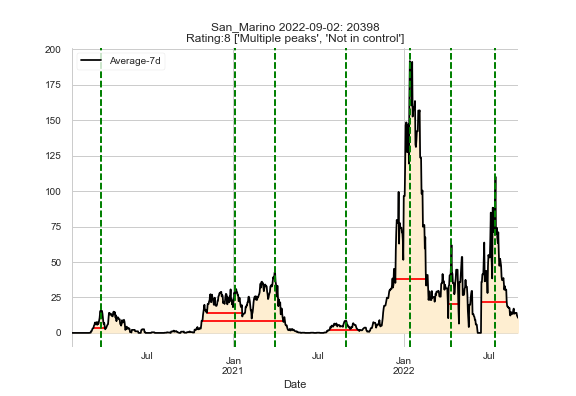 San_Marino 2022-09-02: 20398
Rating:8 ['Multiple peaks', 'Not in control']
200
Average-7d
175
150
125
100
75
50
25
0
Jul
Jan
2021
Jul
Jan
2022
Jul
Date